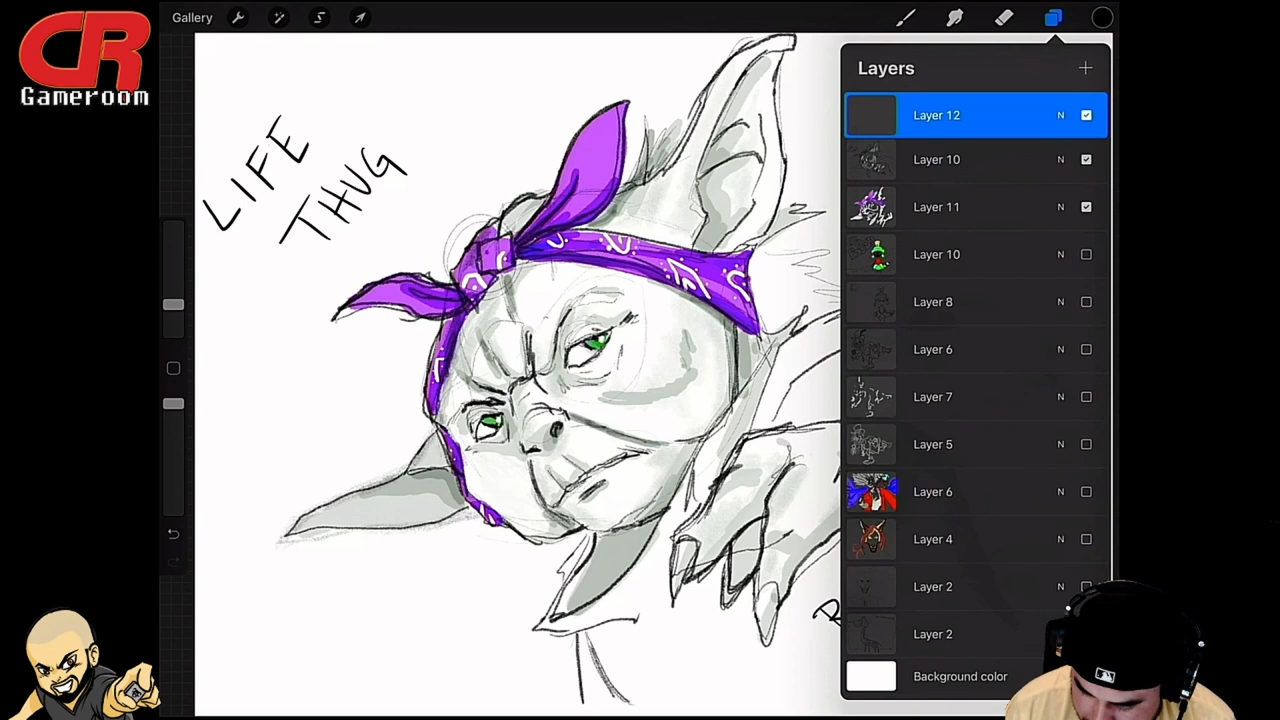 CR
Gameroom
Gallery
LIFE
THUG
Layers
Layer 12 N
Layer 10 N
Layer 11 N
Layer 10 N
Layer 8 N
Layer 6 N
Layer 7 N
Layer 5 N
Layer 6 N
Layer 4 N
Layer 2 N
Layer 2
Background color